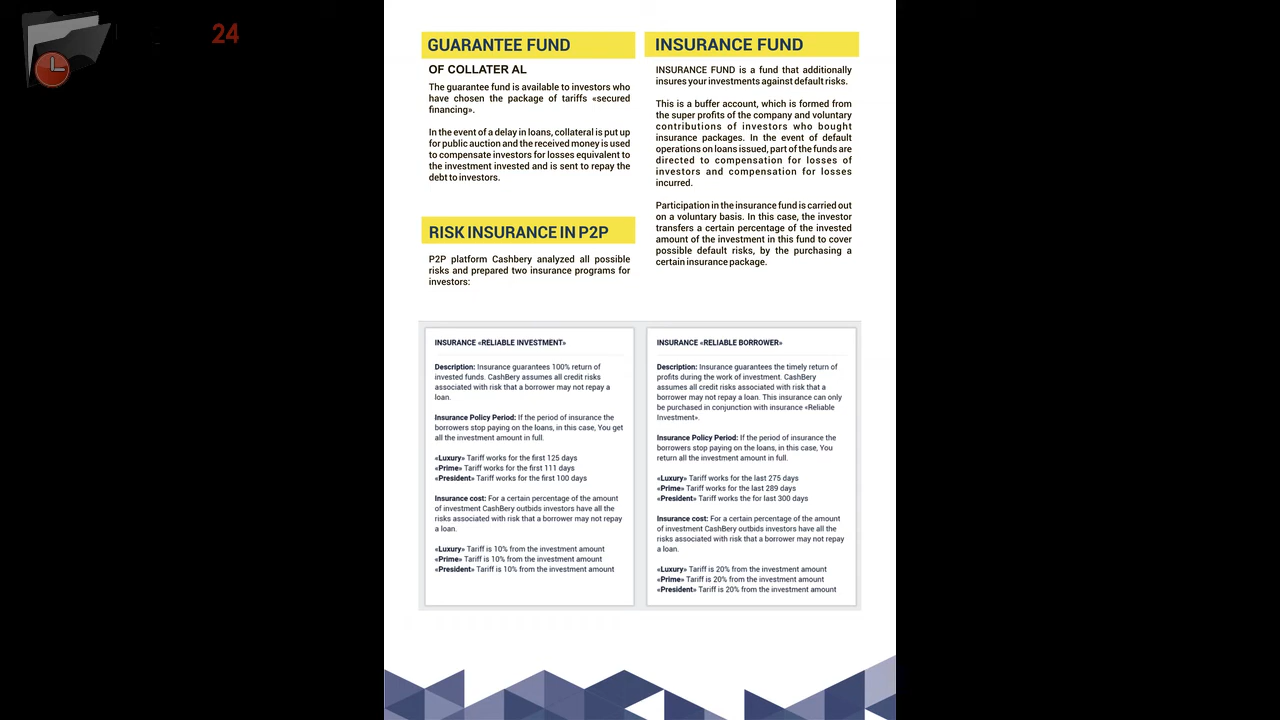 24
GUARANTEE FUND
OF COLLATER AL
The guarantee fund is available to investors who
have chosen the package of tariffs «secured
financing».
In the event of a delay in loans, collateral is put up
for public auction and the received money is used
to compensate investors for losses equivalent to
the investment invested and is sent to repay the
debt to investors.
RISK INSURANCE IN P2P
P2P platform Cashbery analyzed all possible
risks and prepared two insurance programs for
investors:
INSURANCE FUND
INSURANCE FUND is a fund that additionally
insures your investments against default risks.
This is a buffer account, which is formed from
the super profits of the company and voluntary
contributions of investors who bought
insurance packages. In the event of default
operations on loans issued, part of the funds are
directed to compensation for losses of
investors and compensation for losses
incurred.
Participation in the insurance fund is carried out
on a voluntary basis. In this case, the investor
transfers a certain percentage of the invested
amount of the investment in this fund to cover
possible default risks, by the purchasing a
certain insurance package.
INSURANCE «RELIABLE INVESTMENT»
Description: Insurance guarantees 100% return of
invested funds. CashBery assumes all credit risks
associated with risk that a borrower may not repay a
loan.
Insurance Policy Period: If the period of insurance the
borrowers stop paying on the loans, in this case, You get
all the investment amount in full.
«Luxury» Tariff works for the first 125 days
«Prime» Tariff works for the first 111 days
«President» Tariff works for the first 100 days
Insurance cost: For a certain percentage of the amount
of investment CashBery outbids investors have all the
risks associated with risk that a borrower may not repay
a loan.
«Luxury» Tariff is 10% from the investment amount
«Prime» Tariff is 10% from the investment amount
«President» Tariff is 10% from the investment amount
INSURANCE «RELIABLE BORROWER»
Description: Insurance guarantees the timely return of
profits during the work of investment. CashBery
assumes all credit risks associated with risk that a
borrower may not repay a loan. This insurance can only
be purchased in conjunction with insurance «Reliable
Investment».
Insurance Policy Period: If the period of insurance the
borrowers stop paying on the loans, in this case, You
return all the investment amount in full.
«Luxury» Tariff works for the last 275 days
«Prime» Tariff works for the last 289 days
«President» Tariff works the for last 300 days
Insurance cost: For a certain percentage of the amount
of investment CashBery outbids investors have all the
risks associated with risk that a borrower may not repay
a loan.
«Luxury» Tariff is 20% from the investment amount
«Prime» Tariff is 20% from the investment amount
«President» Tariff is 20% from the investment amount